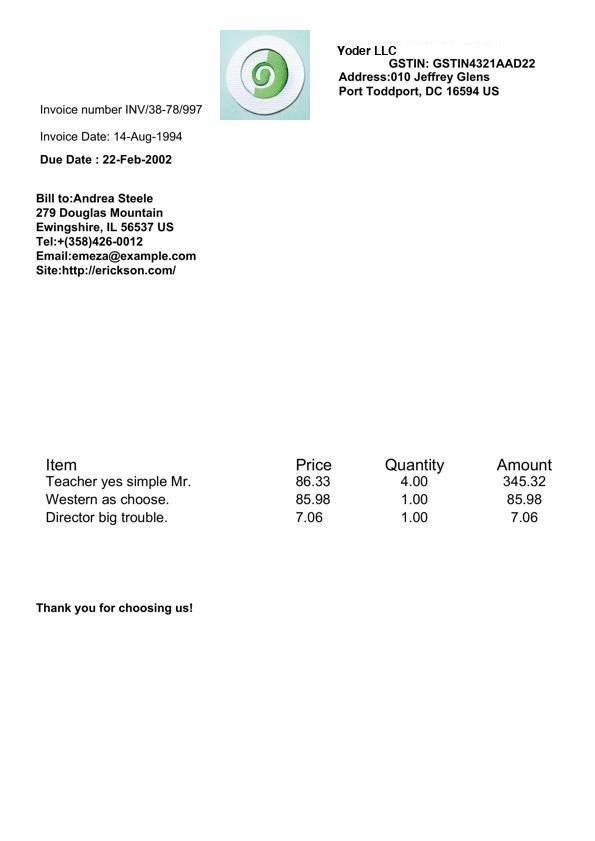 Yoder LLC
GSTIN: GSTIN4321AAD22
Address:010 Jeffrey Glens
Port Toddport, DC 16594 US
Invoice number INV/38-78/997
Invoice Date: 14-Aug-1994
Due Date : 22-Feb-2002
Bill to:Andrea Steele
279 Douglas Mountain
Ewingshire, IL 56537 US
Tel:+(358)426-0012
Email:emeza@example.com
Site:http://erickson.com/
Item Price Quantity Amount
Teacher yes simple Mr. 86.33 4.00 345.32
Western as choose. 85.98 1.00 85.98
Director big trouble. 7.06 1.00 7.06
Thank you for choosing us!